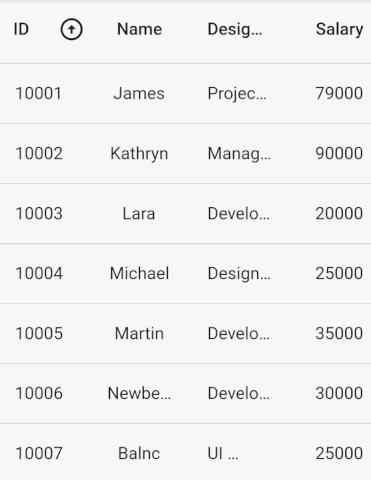 ID Name Desig... Salary
10001 James Projec... 79000
10002 Kathryn Manag... 90000
10003 Lara Develo... 20000
10004 Michael Design... 25000
10005 Martin Develo... 35000
10006 Newbe... Develo... 30000
10007 Balnc UI ... 25000